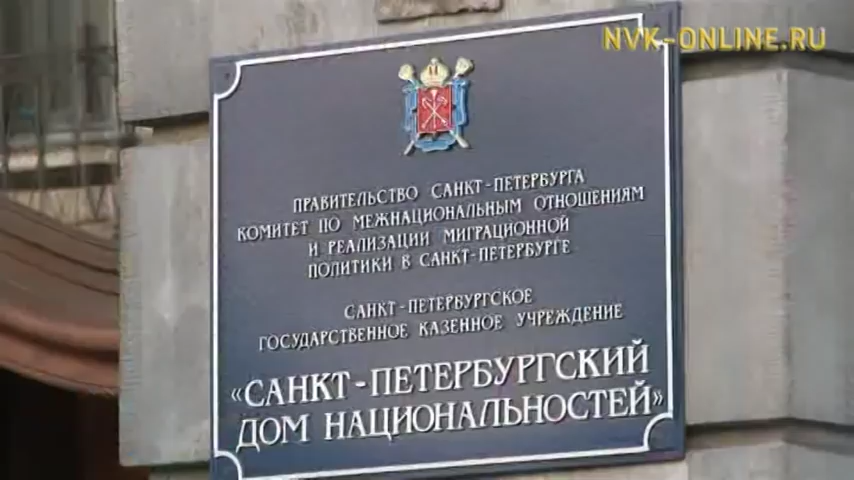 NVK-ONLINE.RU
ПРАВИТЕЛЬСТВО САНКТ-ПЕТЕРБУРГА
КОМИТЕТ ПО МЕЖНАЦИОНАЛЬНЫМ ОТНОШЕНИЯМ
И РЕАЛИЗАЦИИ МИГРАЦИОННОЙ
ПОЛИТИКИ В САНКТ-ПЕТЕРБУРГЕ
САНКТ-ПЕТЕРБУРГСКОЕ
ГОСУДАРСТВЕННОЕ КАЗЕННОЕ УЧРЕЖДЕНИЕ
«САНКТ-ПЕТЕРБУРГСКИЙ
ДОМ НАЦИОНАЛЬНОСТЕЙ»